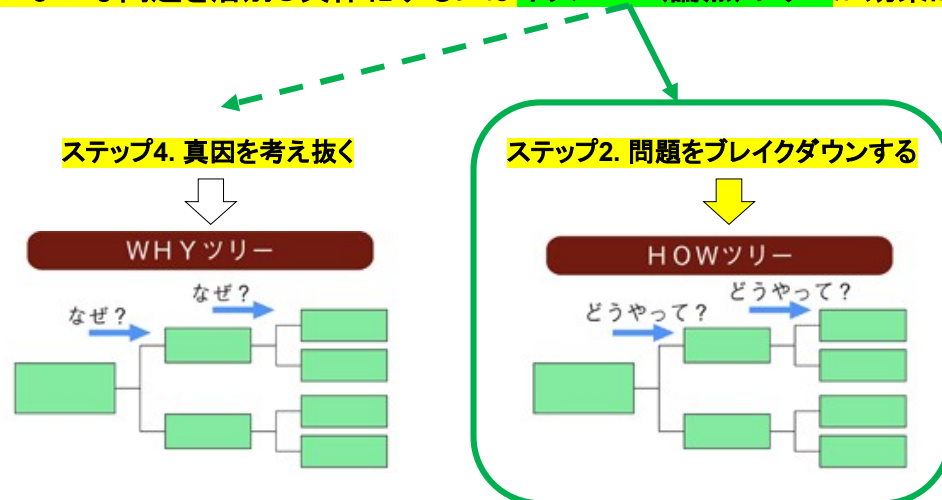 ステップ4. 真因を考え抜く
ステップ2. 問題をブレイクダウンする
WHYツリー
HOWツリー
なぜ?
なぜ?
どうやって?
どうやって?